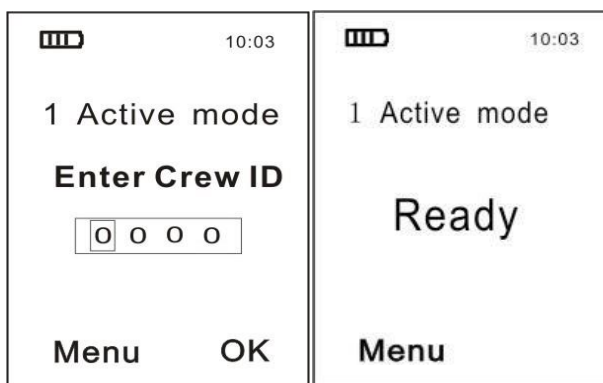 10:03
1 Active mode
Enter Crew ID
0 0 0 0
Menu OK
10:03
1 Active mode
Ready
Menu